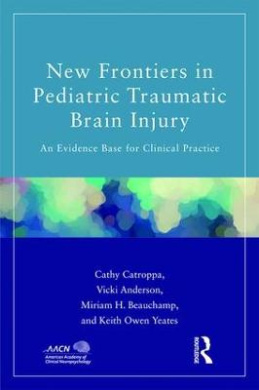 New Frontiers in
Pediatric Traumatic
Brain Injury
An Evidence Base for Clinical Practice
Cathy Catroppa,
Vicki Anderson,
Miriam H. Beauchamp,
and Keith Owen Yeates
AACN
American Academy of
Clinical Neuropsychology
ROUTLEDGE